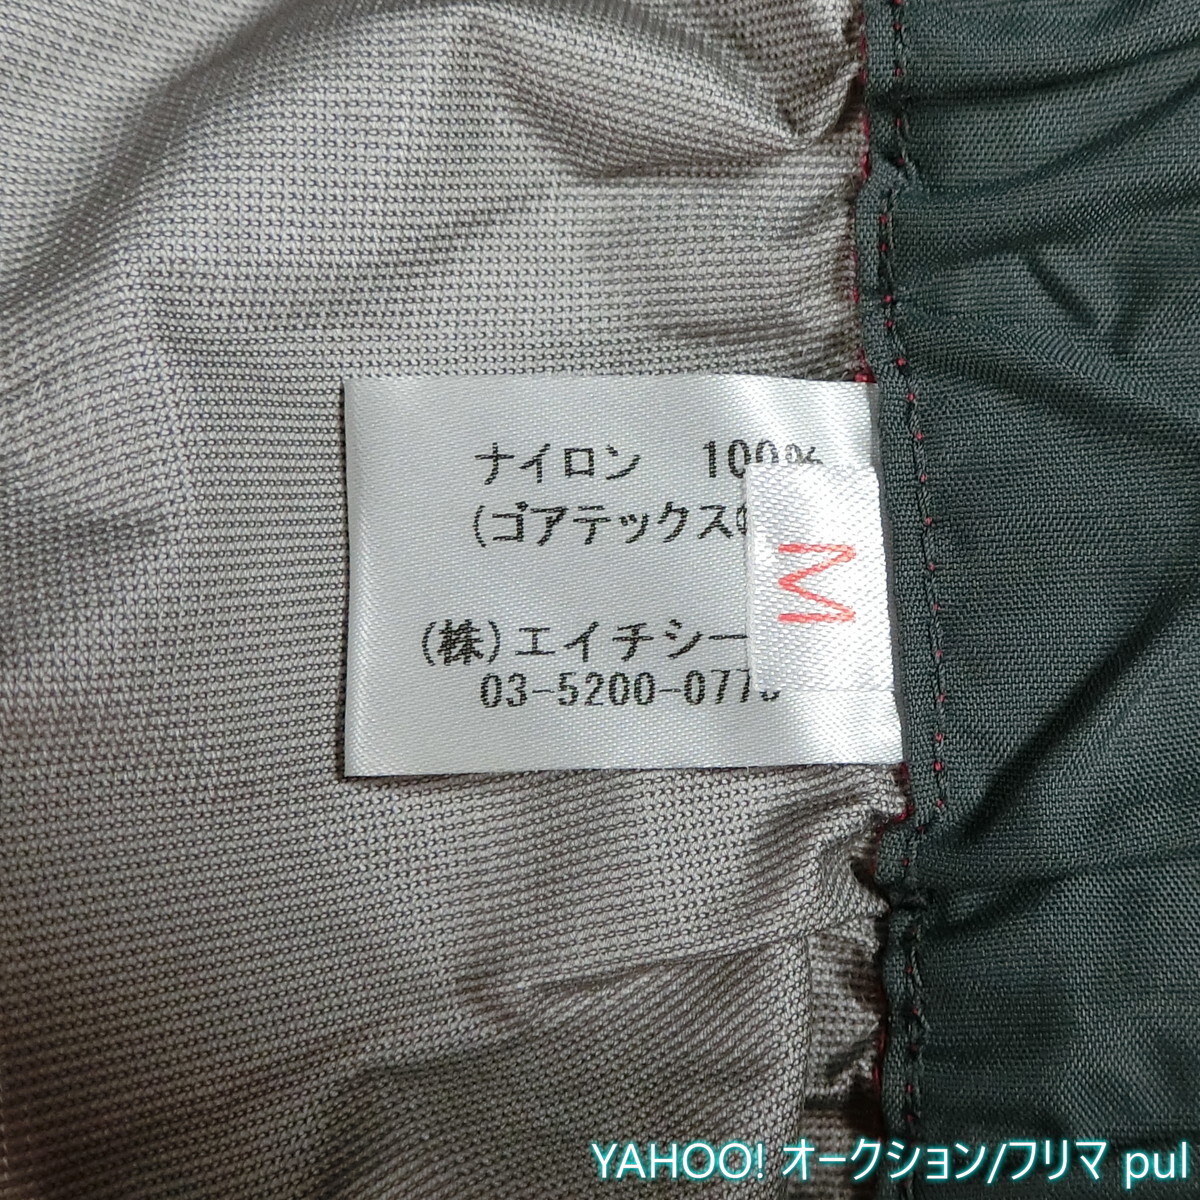 ナイロン 100%
(ゴアテックス
M
(株)エイチシー
03-5200-077
YAHOO! オークション/フリマ pul